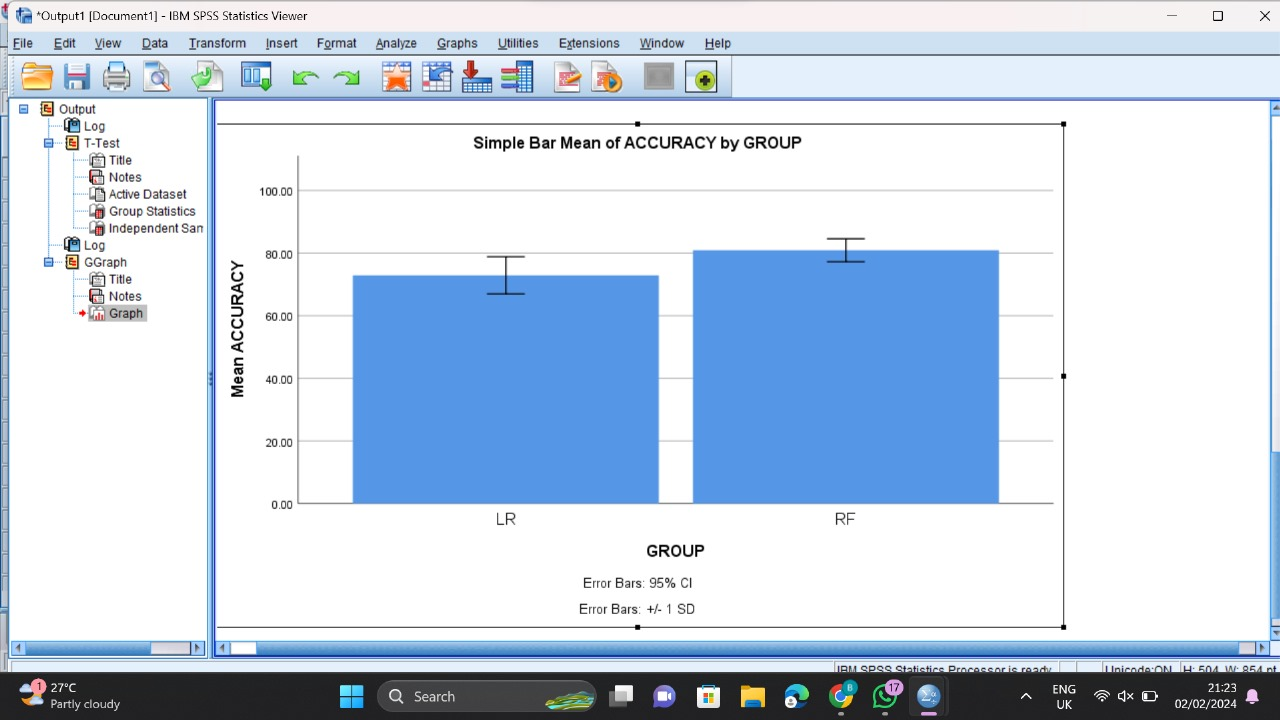 *Output1 [Document1] - IBM SPSS Statistics Viewer
File Edit View Data Transform Insert Format Analyze Graphs Utilities Extensions Window Help
Output
Log
T-Test
Title
Notes
Active Dataset
Group Statistics
Independent Sam
Log
GGraph
Title
Notes
Graph
Simple Bar Mean of ACCURACY by GROUP
Mean ACCURACY
100.00
80.00
60.00
40.00
20.00
0.00
LR RF
GROUP
Error Bars: 95% CI
Error Bars: +/- 1 SD
IBM SPSS Statistics Processor is ready Unicode:ON H: 504, W: 854 pt
1
27°C
Partly cloudy
Search
8
17
ENG
UK
21:23
02/02/2024